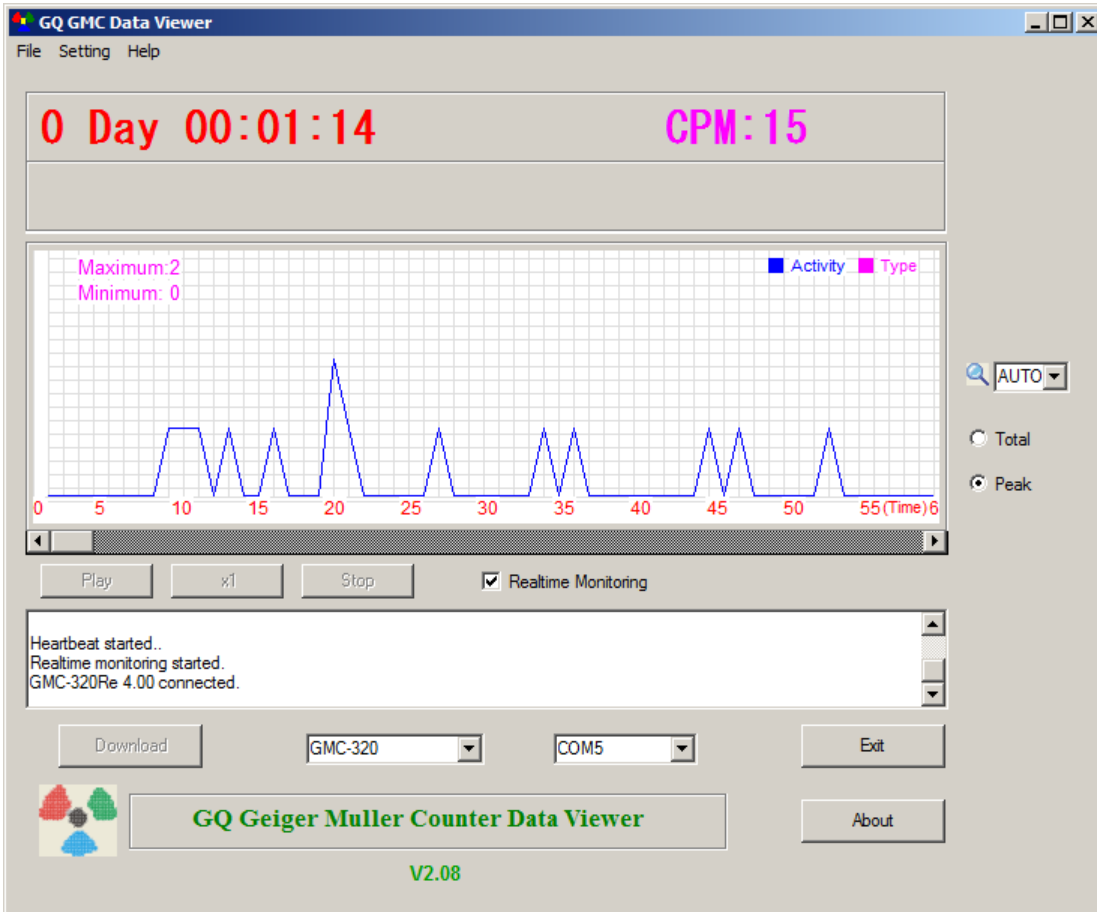 GQ GMC Data Viewer
File Setting Help
0 Day 00:01:14 CPM:15
Maximum:2
Minimum: 0
Activity Type
AUTO
Total
Peak
0 5 10 15 20 25 30 35 40 45 50 55 (Time) 6
Play x1 Stop Realtime Monitoring
Heartbeat started..
Realtime monitoring started.
GMC-320Re 4.00 connected.
Download GMC-320 COM5 Exit
GQ Geiger Muller Counter Data Viewer
About
V2.08